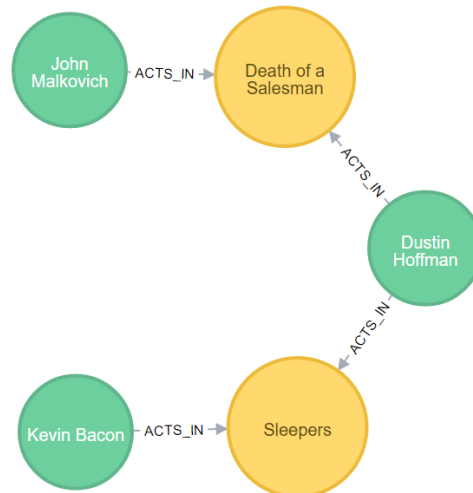 John
Malkovich
ACTS_IN
Death of a
Salesman
ACTS_IN
Dustin
Hoffman
ACTS_IN
Kevin Bacon
ACTS_IN
Sleepers